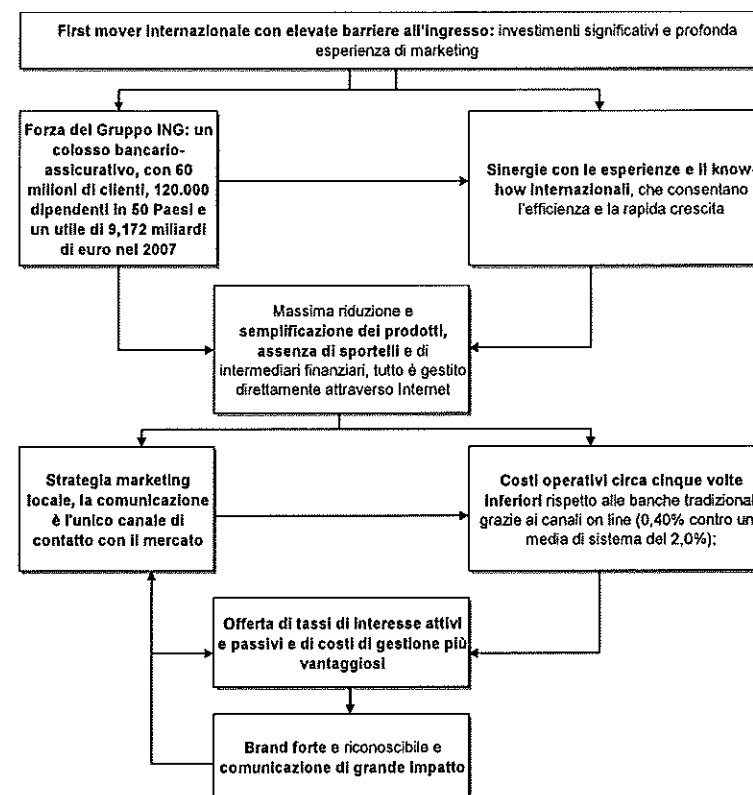 First mover Internazionale con elevate barriere all'ingresso: investimenti significativi e profonda
esperienza di marketing
Forza del Gruppo ING: un
colosso bancario-
assicurativo, con 60
milioni di clienti, 120.000
dipendenti in 50 Paesi e
un utile di 9,172 miliardi
di euro nel 2007
Sinergie con le esperienze e il know-
how Internazionali, che consentano
l'efficienza e la rapida crescita
Massima riduzione e
semplificazione dei prodotti,
assenza di sportelli e di
intermediari finanziari, tutto è gestito
direttamente attraverso Internet
Strategia marketing
locale, la comunicazione
è l'unico canale di
contatto con il mercato
Costi operativi circa cinque volte
inferiori rispetto alle banche tradizional
grazie ai canali on line (0,40% contro un
media di sistema del 2,0%);
Offerta di tassi di interesse attivi
e passivi e di costi di gestione più
vantaggiosi
Brand forte e riconoscibile e
comunicazione di grande impatto